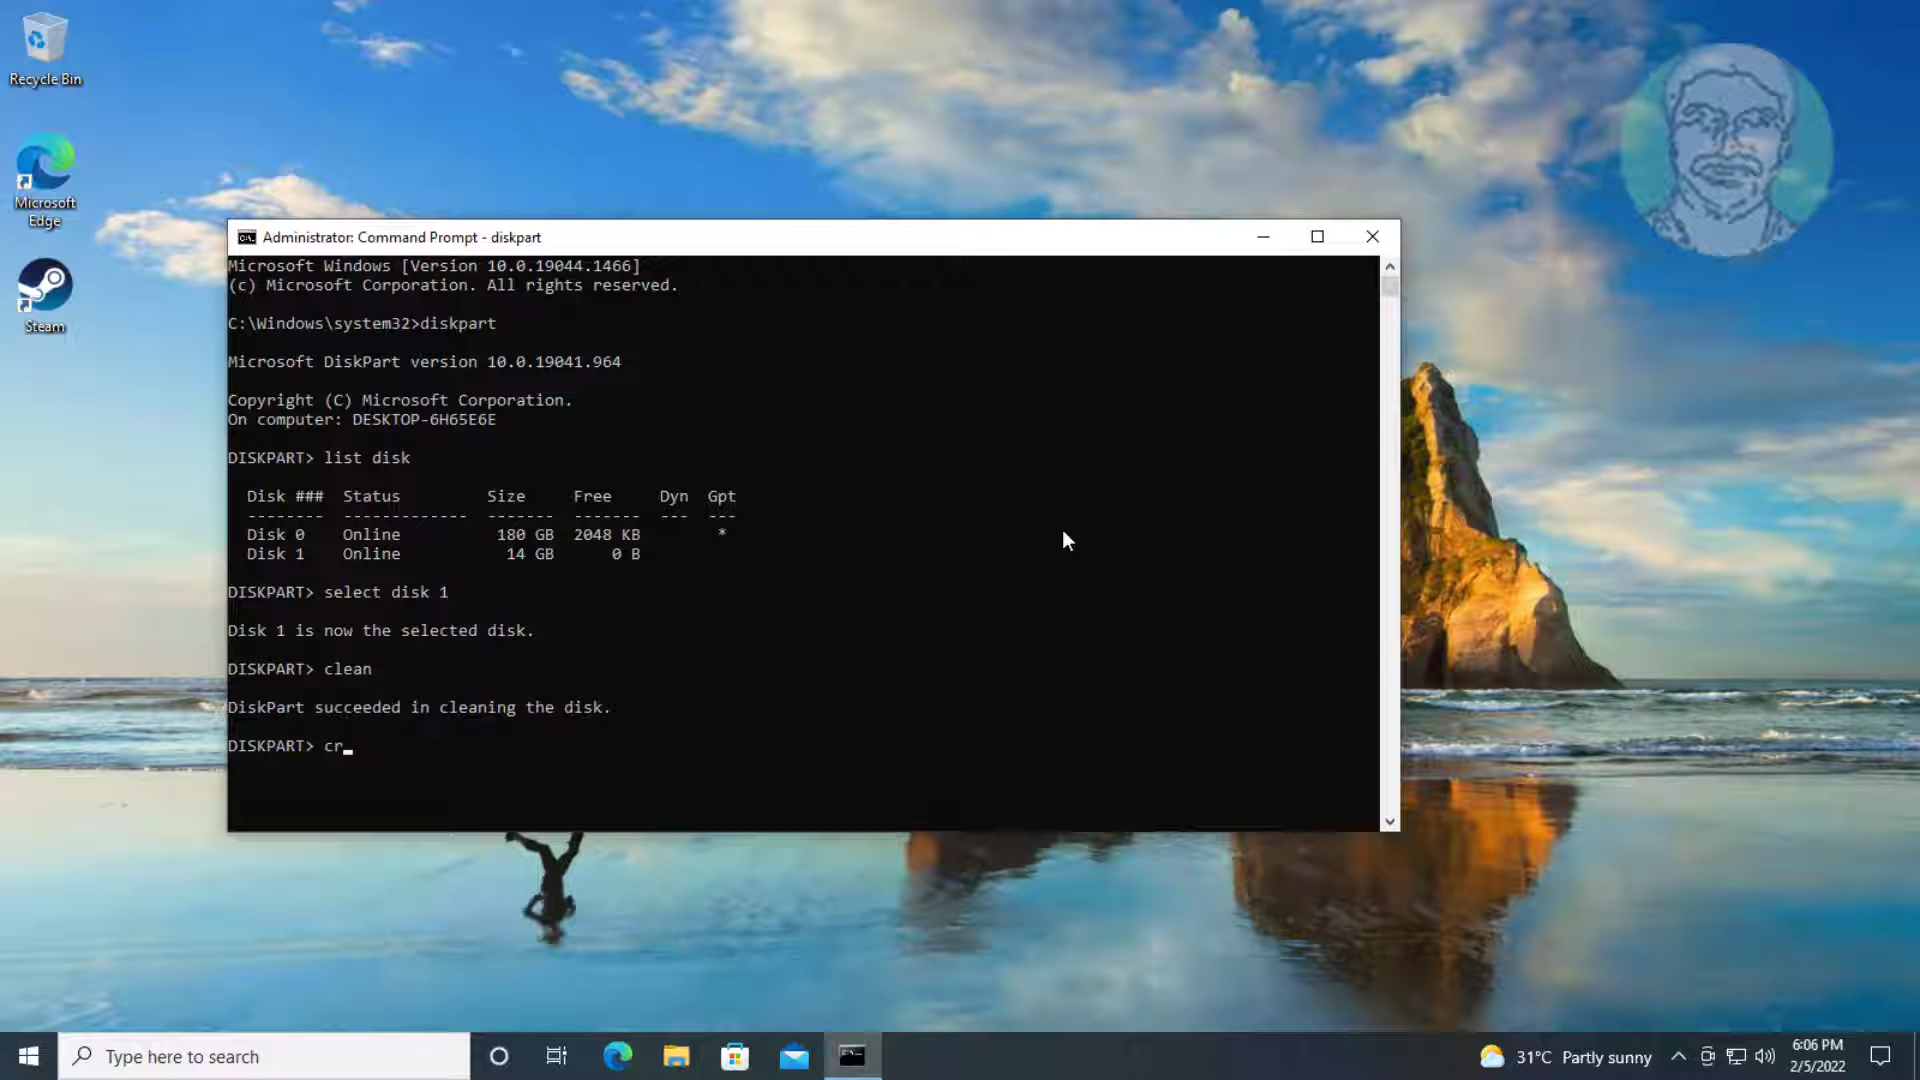 Recycle Bin
Microsoft
Edge
Steam
Administrator: Command Prompt - diskpart
Microsoft Windows [Version 10.0.19044.1466]
(c) Microsoft Corporation. All rights reserved.
C:\Windows\system32>diskpart
Microsoft DiskPart version 10.0.19041.964
Copyright (C) Microsoft Corporation.
On computer: DESKTOP-6H65E6E
DISKPART> list disk
Disk ###  Status         Size     Free     Dyn  Gpt
--------  -------------  -------  -------  ---  ---
Disk 0    Online          180 GB  2048 KB        *
Disk 1    Online           14 GB      0 B
DISKPART> select disk 1
Disk 1 is now the selected disk.
DISKPART> clean
DiskPart succeeded in cleaning the disk.
DISKPART> cr_
Type here to search
31°C Partly sunny
6:06 PM
2/5/2022